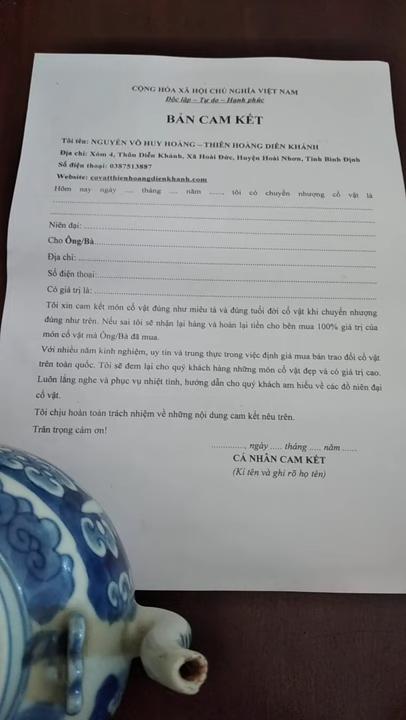 CỘNG HÒA XÃ HỘI CHỦ NGHĨA VIỆT NAM
Độc lập – Tự do – Hạnh phúc
BẢN CAM KẾT
Tôi tên: NGUYỄN VÕ HUY HOÀNG – THIÊN HOÀNG DIÊN KHÁNH
Địa chỉ: Xóm 4, Thôn Diễn Khánh, Xã Hoài Đức, Huyện Hoài Nhơn, Tỉnh Bình Định
Số điện thoại: 0387513887
Website: covatthienhoangdienkhanh.com
Hôm nay ngày .... tháng .... năm ......., tôi có chuyển nhượng cổ vật là
Niên đại:
Cho Ông/Bà
Địa chỉ:
Số điện thoại:
Có giá trị là:
Tôi xin cam kết món cổ vật đúng như miêu tả và đúng tuổi đời cổ vật khi chuyển nhượng
đúng như trên. Nếu sai tôi sẽ nhận lại hàng và hoàn lại tiền cho bên mua 100% giá trị của
món cổ vật mà Ông/Bà đã mua.
Với nhiều năm kinh nghiệm, uy tín và trung thực trong việc định giá mua bán trao đổi cổ vật
trên toàn quốc. Tôi sẽ đem lại cho quý khách hàng những món cổ vật đẹp và có giá trị cao.
Luôn lắng nghe và phục vụ nhiệt tình, hướng dẫn cho quý khách am hiểu về các đồ niên đại
cổ vật.
Tôi chịu hoàn toàn trách nhiệm về những nội dung cam kết nêu trên.
Trân trọng cảm ơn!
............., ngày ..... tháng ..... năm ......
CÁ NHÂN CAM KẾT
(Kí tên và ghi rõ họ tên)